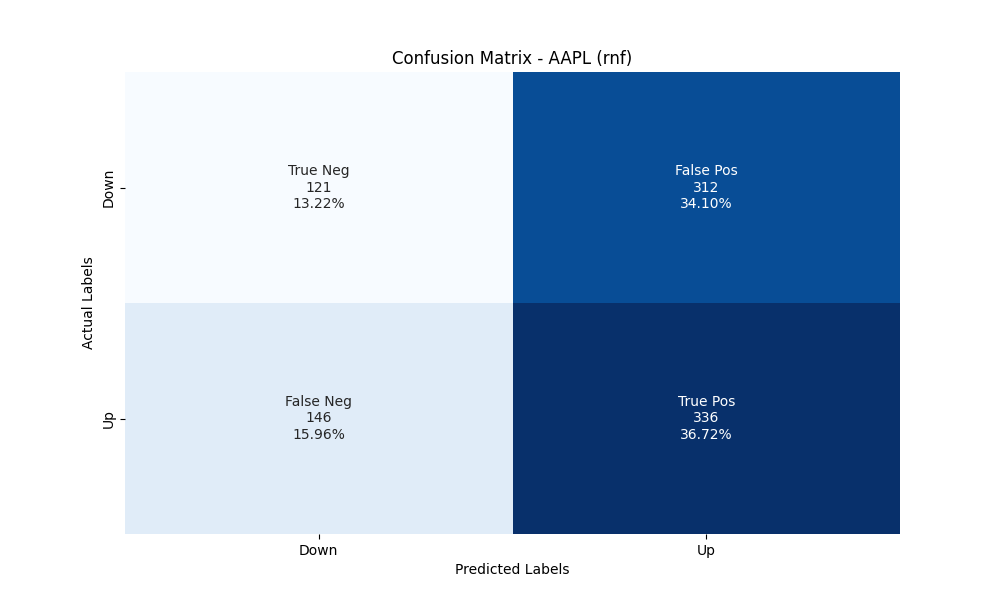 Confusion Matrix - AAPL (rnf)
Actual Labels
Down
True Neg
121
13.22%
False Pos
312
34.10%
Up
False Neg
146
15.96%
True Pos
336
36.72%
Down
Up
Predicted Labels